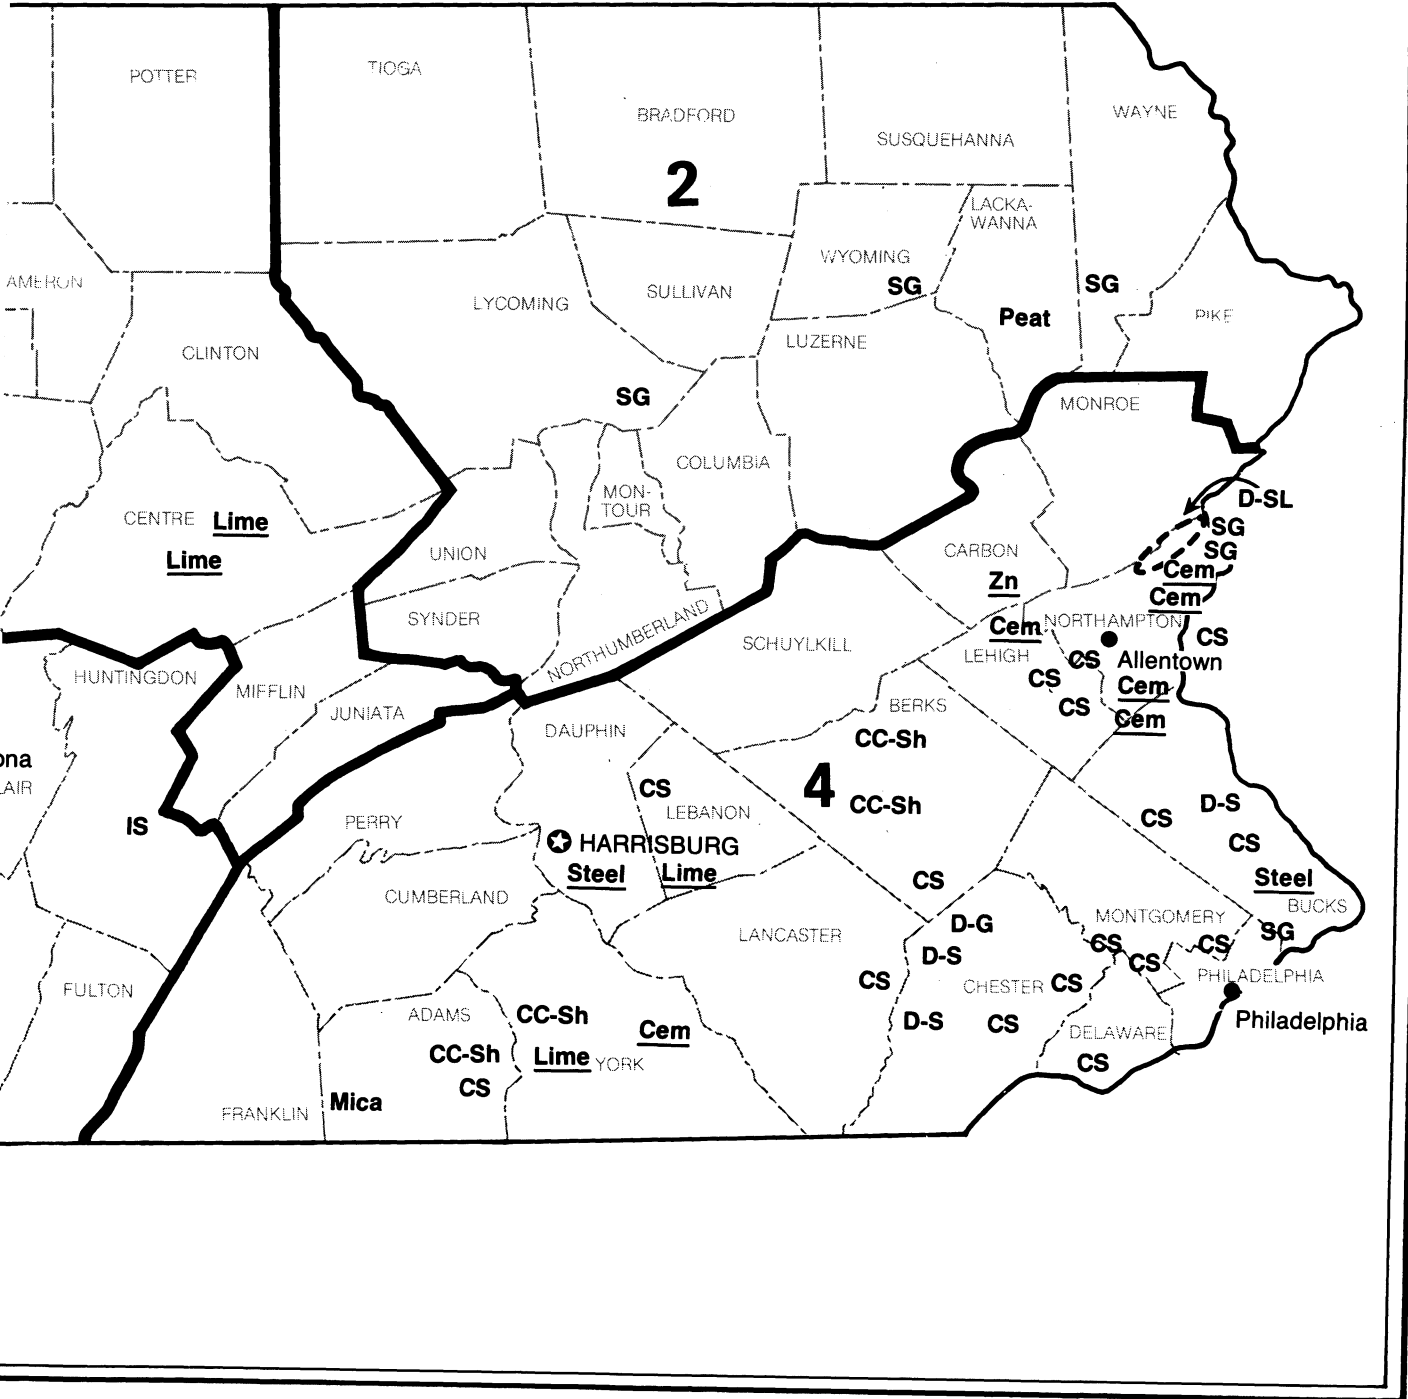 POTTER
TIOGA
BRADFORD
SUSQUEHANNA
WAYNE
2
LACKA-
WANNA
WYOMING
SG
SG
AMERON
LYCOMING
SULLIVAN
Peat
PIKE
CLINTON
LUZERNE
SG
MONROE
COLUMBIA
MON-
TOUR
CENTRE
Lime
Lime
D-SL
SG
SG
UNION
CARBON
Zn
Cem
Cem
SYNDER
NORTHUMBERLAND
SCHUYLKILL
Cem
NORTHAMPTON
CS
LEHIGH
CS
Allentown
CS
Cem
CS
Cem
HUNTINGDON
MIFFLIN
JUNIATA
DAUPHIN
BERKS
CC-Sh
ona
LAIR
4
CC-Sh
CS
LEBANON
CS
D-S
IS
PERRY
HARRISBURG
CS
Steel
Lime
CS
Steel
CUMBERLAND
BUCKS
LANCASTER
D-G
MONTGOMERY
SG
D-S
CS
CS
CS
CS
CHESTER
CS
PHILADELPHIA
FULTON
ADAMS
CC-Sh
Cem
D-S
CS
DELAWARE
Philadelphia
CC-Sh
Lime
YORK
CS
CS
FRANKLIN
Mica